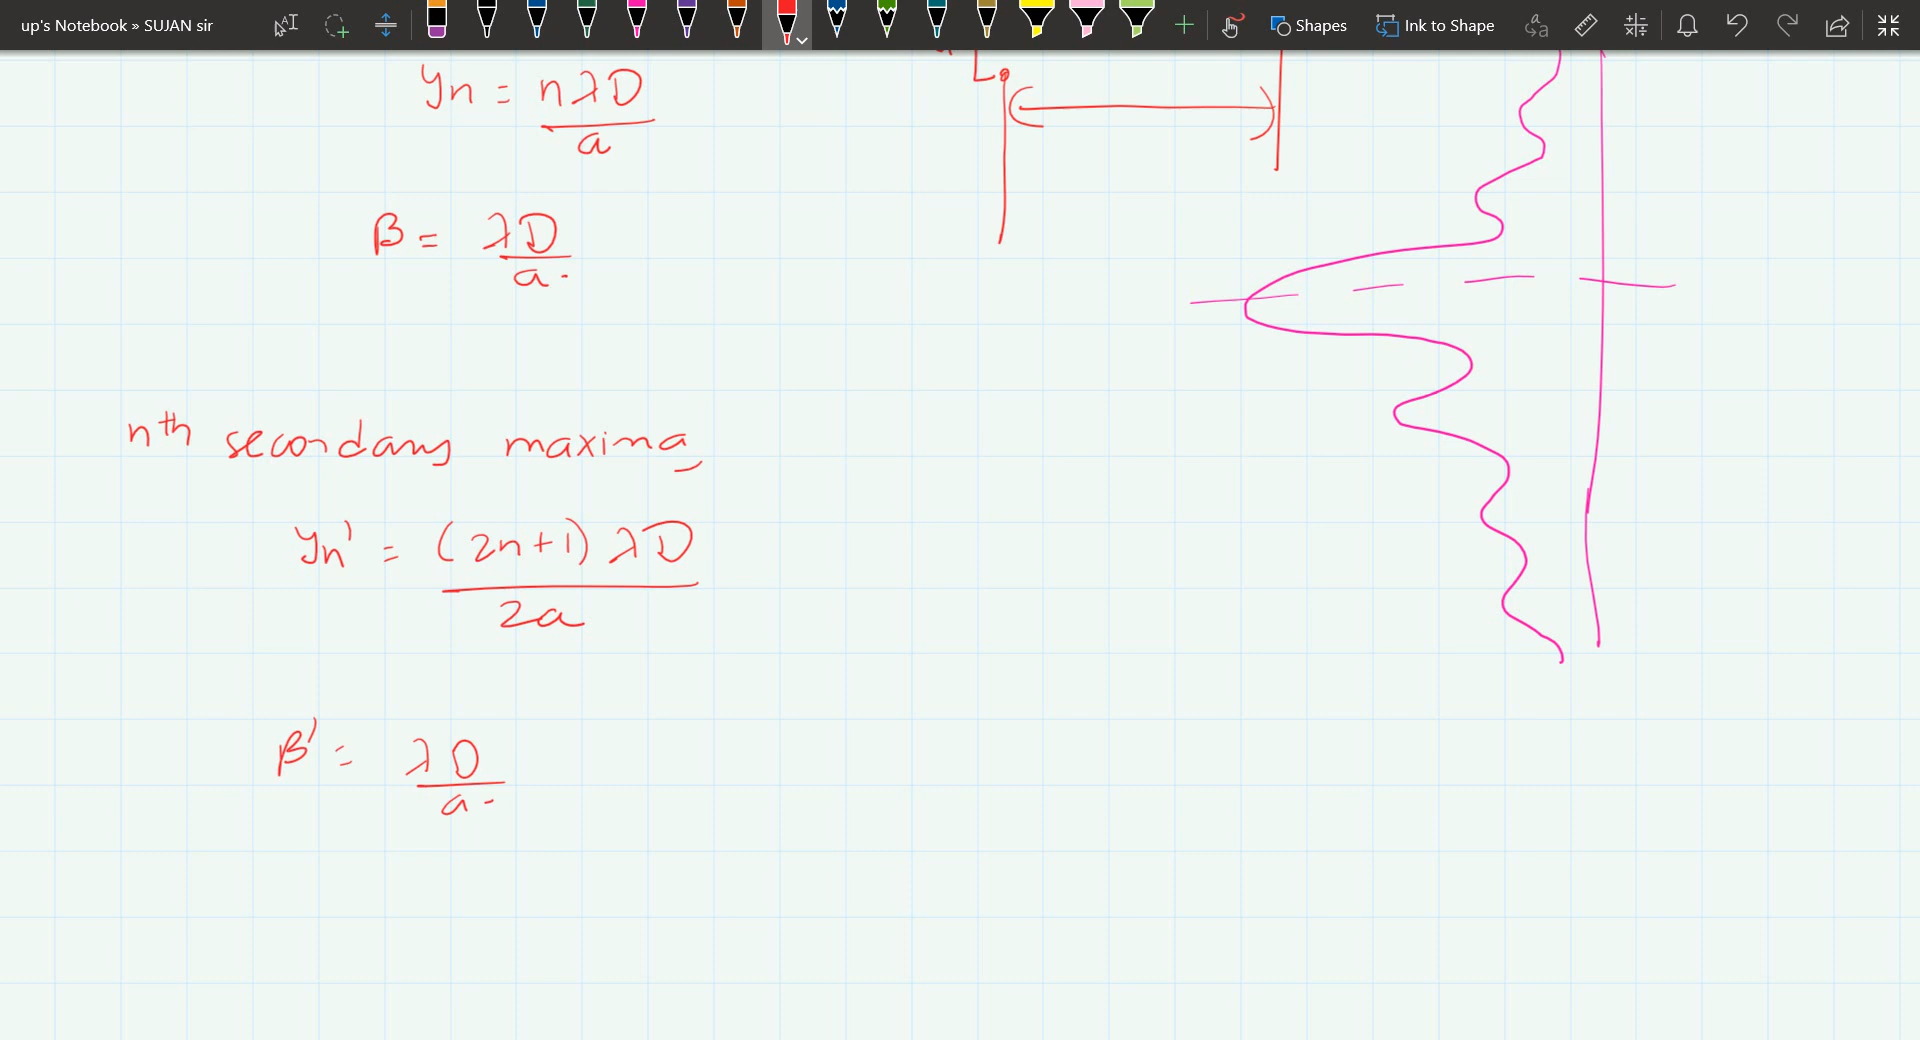 up's Notebook » SUJAN sir
Shapes
Ink to Shape
yn = nλD
a
L
β = λD
a.
nth secondary maxima,
yn' = (2n+1) λD
2a
β' = λD
a.